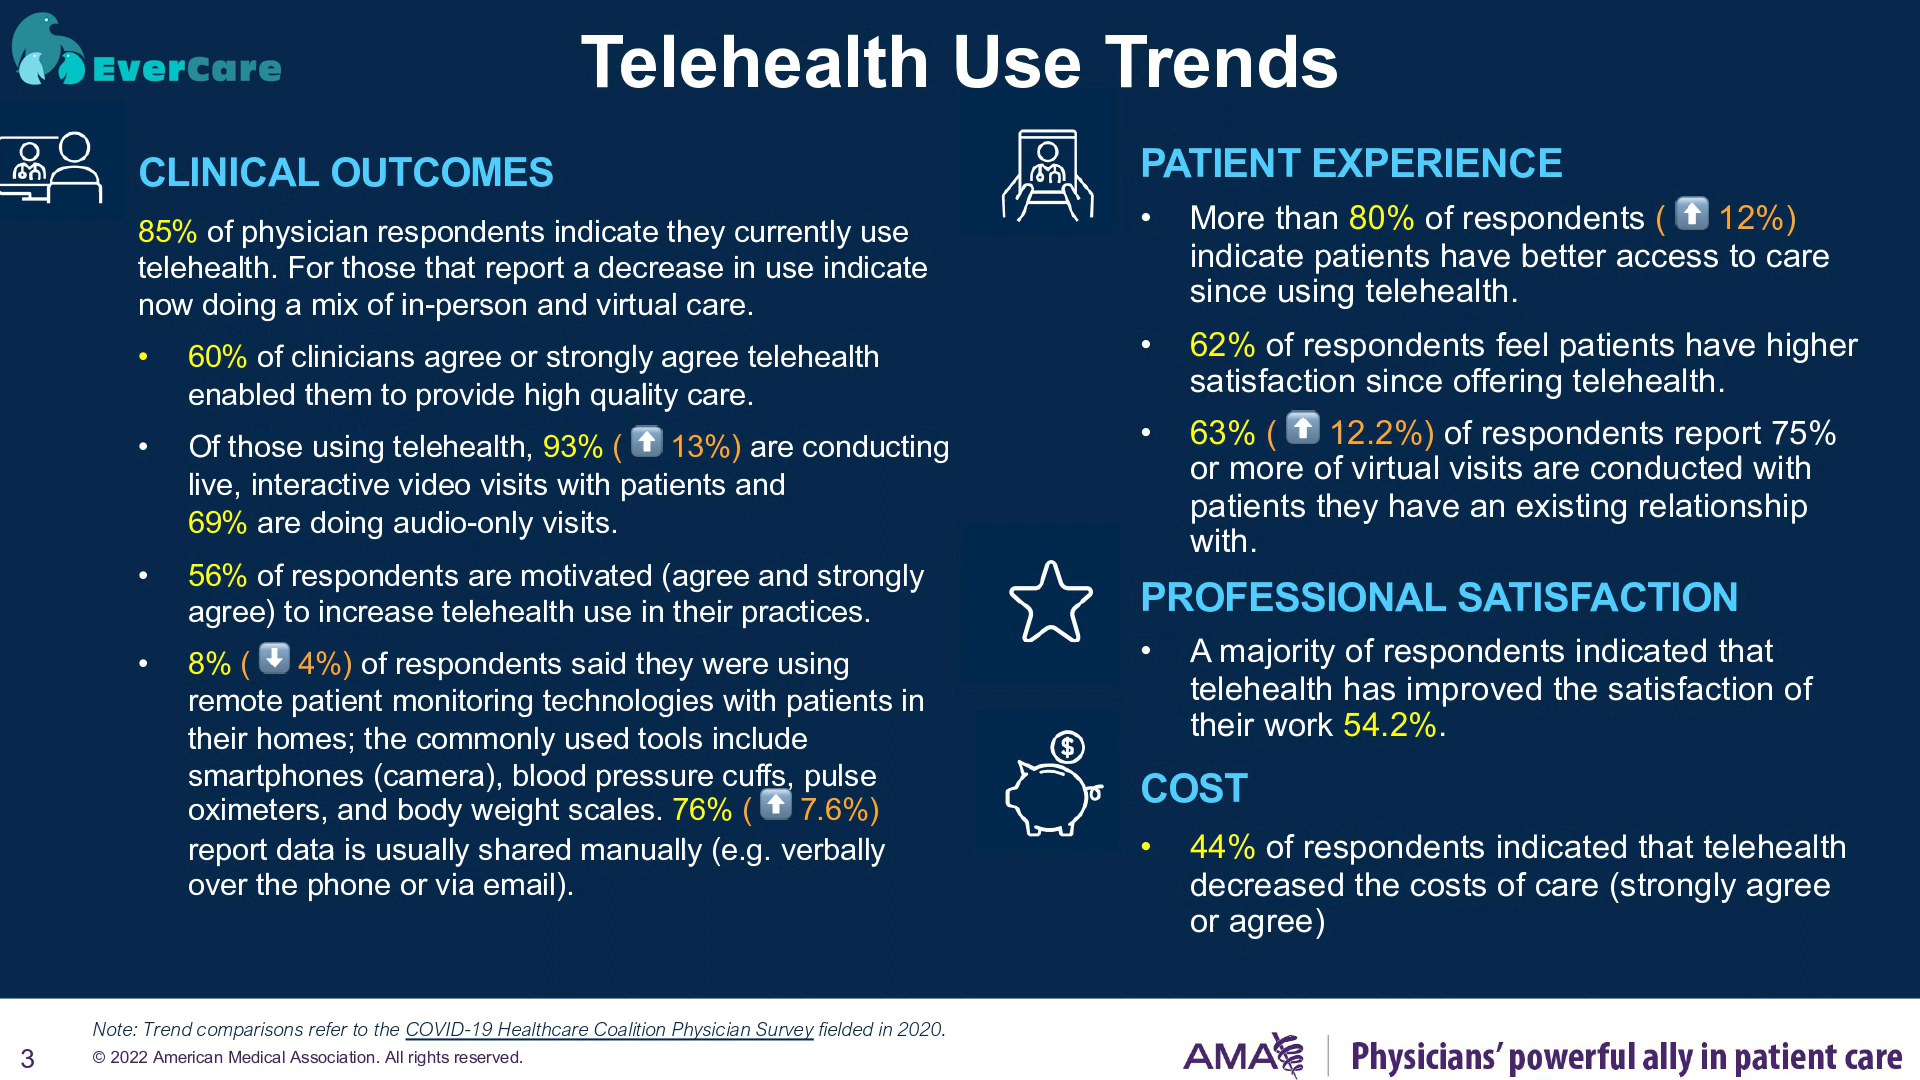 EverCare
Telehealth Use Trends
CLINICAL OUTCOMES
85% of physician respondents indicate they currently use
telehealth. For those that report a decrease in use indicate
now doing a mix of in-person and virtual care.
• 60% of clinicians agree or strongly agree telehealth
enabled them to provide high quality care.
• Of those using telehealth, 93% ( ⬆ 13%) are conducting
live, interactive video visits with patients and
69% are doing audio-only visits.
• 56% of respondents are motivated (agree and strongly
agree) to increase telehealth use in their practices.
• 8% ( ⬇ 4%) of respondents said they were using
remote patient monitoring technologies with patients in
their homes; the commonly used tools include
smartphones (camera), blood pressure cuffs, pulse
oximeters, and body weight scales. 76% ( ⬆ 7.6%)
report data is usually shared manually (e.g. verbally
over the phone or via email).
PATIENT EXPERIENCE
• More than 80% of respondents ( ⬆ 12%)
indicate patients have better access to care
since using telehealth.
• 62% of respondents feel patients have higher
satisfaction since offering telehealth.
• 63% ( ⬆ 12.2%) of respondents report 75%
or more of virtual visits are conducted with
patients they have an existing relationship
with.
PROFESSIONAL SATISFACTION
• A majority of respondents indicated that
telehealth has improved the satisfaction of
their work 54.2%.
$
COST
• 44% of respondents indicated that telehealth
decreased the costs of care (strongly agree
or agree)
Note: Trend comparisons refer to the COVID-19 Healthcare Coalition Physician Survey fielded in 2020.
3
© 2022 American Medical Association. All rights reserved.
AMA
Physicians' powerful ally in patient care